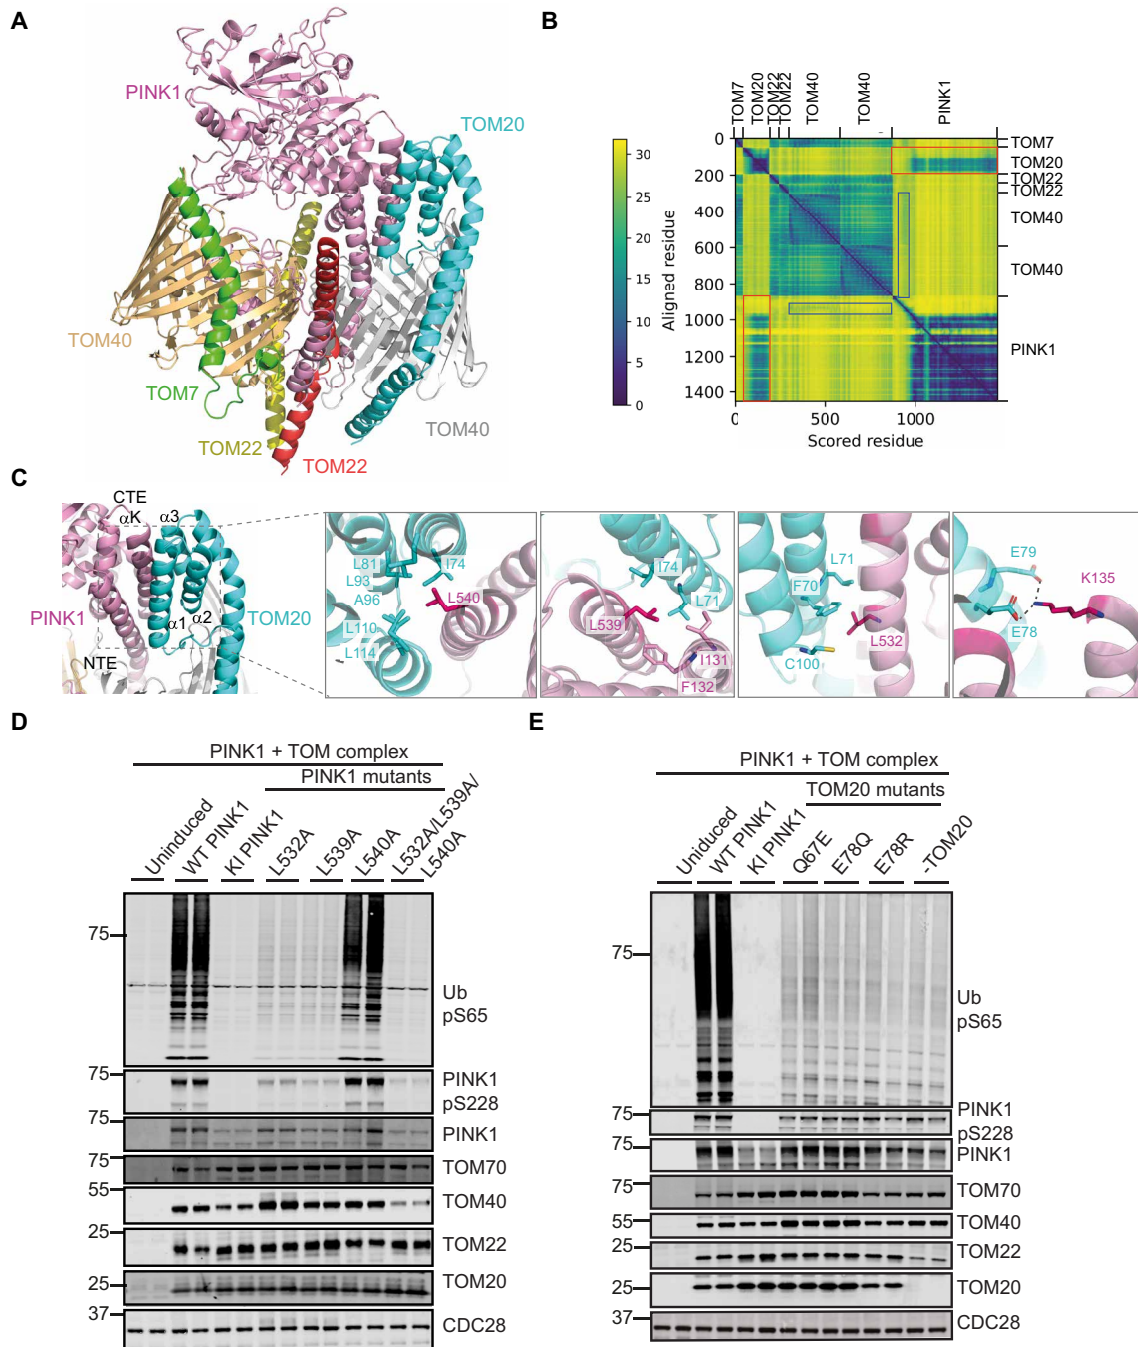 A
PINK1
TOM20
TOM40
TOM7
TOM22
TOM22
TOM40
B
TOM7
TOM20
TOM22
TOM22
TOM40
TOM40
PINK1
30
25
20
15
10
5
0
Aligned residue
0
200
400
600
800
1000
1200
1400
TOM7
TOM20
TOM22
TOM22
TOM40
TOM40
PINK1
0
500
1000
Scored residue
C
CTE
αK
α3
PINK1
α1
α2
TOM20
NTE
L81
L93
A96
I74
L540
L110
L114
I74
L71
L539
I131
F132
L71
F70
L532
C100
E79
K135
E78
D
PINK1 + TOM complex
PINK1 mutants
Uninduced
WT PINK1
KI PINK1
L532A
L539A
L540A
L532A/L539A/
L540A
75
Ub
pS65
75
PINK1
pS228
75
PINK1
75
TOM70
55
TOM40
25
TOM22
25
TOM20
37
CDC28
E
PINK1 + TOM complex
TOM20 mutants
Uniduced
WT PINK1
KI PINK1
Q67E
E78Q
E78R
-TOM20
75
Ub
pS65
75
PINK1
pS228
75
PINK1
75
TOM70
55
TOM40
25
TOM22
25
TOM20
37
CDC28